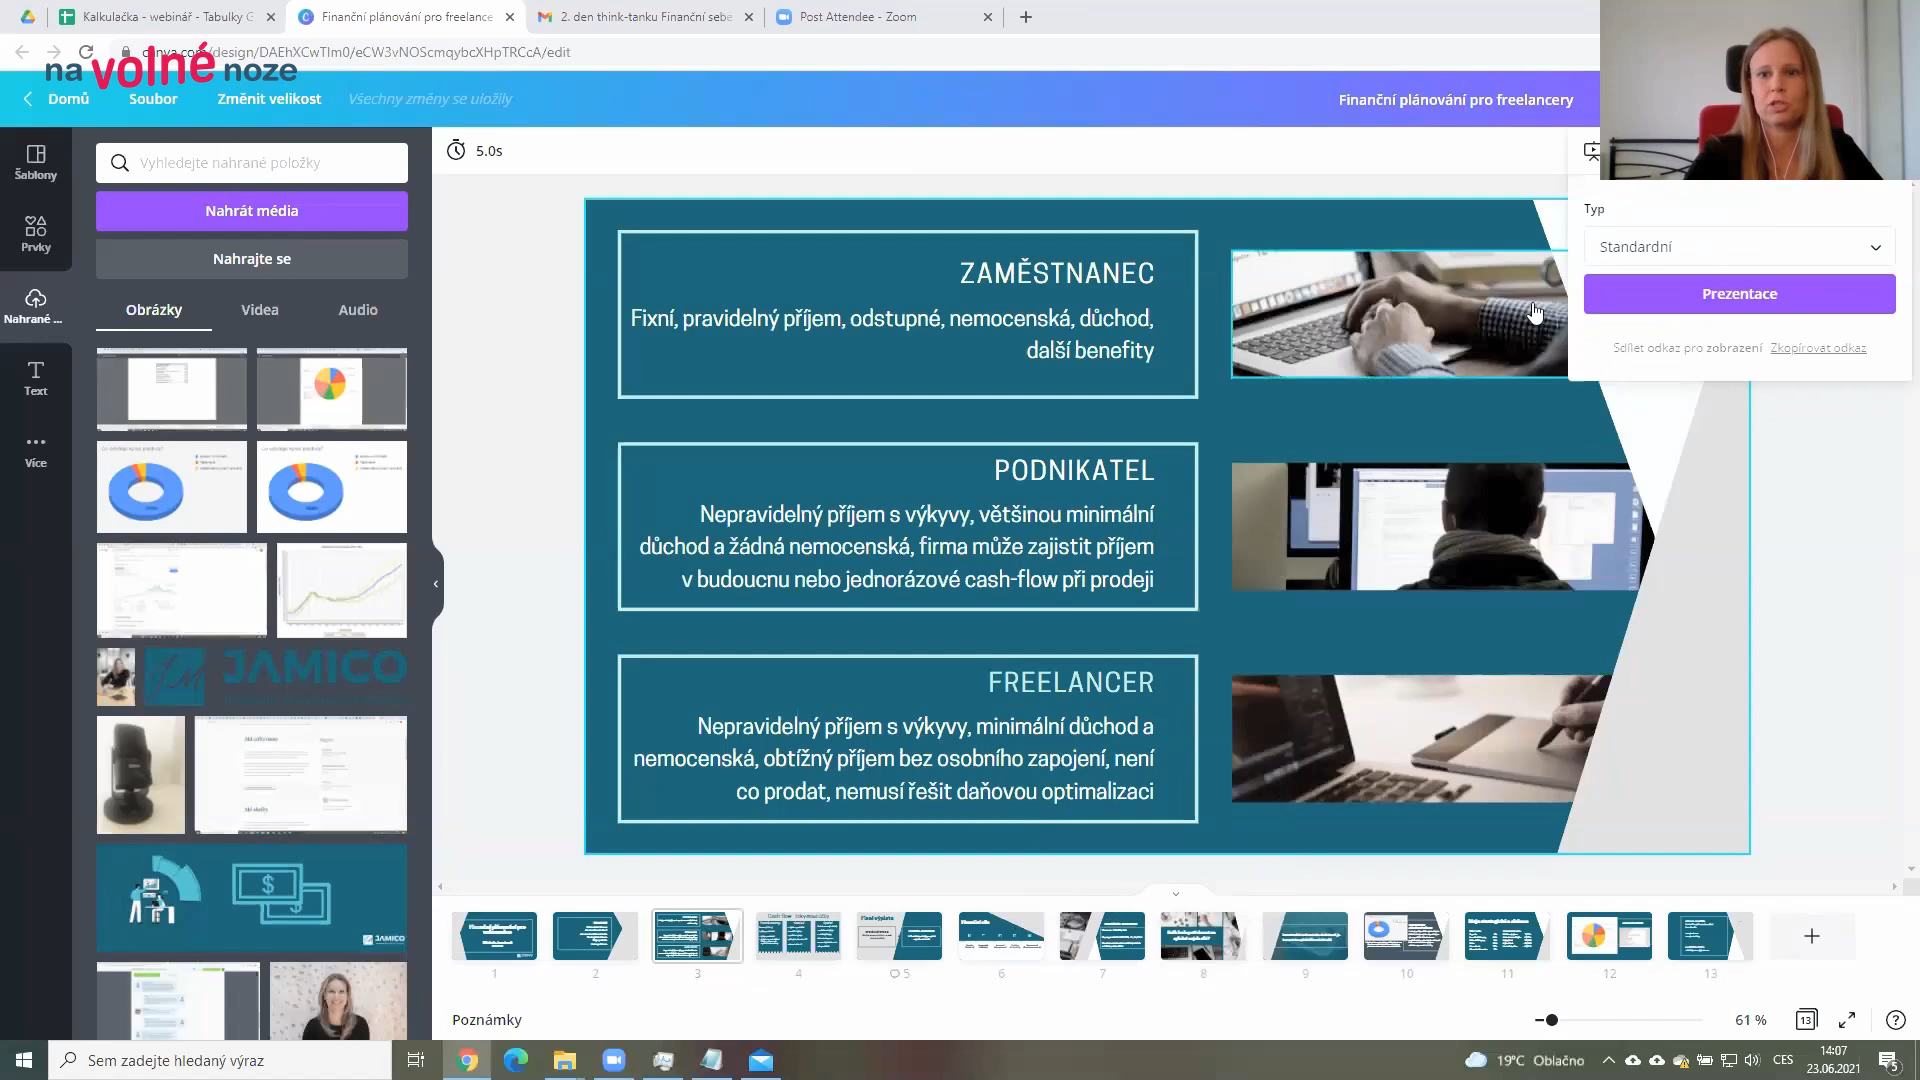 Kalkulačka - webinář - Tabulky G
Finanční plánování pro freelance
2. den think-tanku Finanční sebe
Post Attendee - Zoom
canva.com/design/DAEhXCwTIm0/eCW3vNOScmqybcXHpTRCcA/edit
na volné noze
Domů
Soubor
Změnit velikost
Všechny změny se uložily
Finanční plánování pro freelancery
Šablony
Prvky
Nahrané ...
Text
Více
Vyhledejte nahrané položky
Nahrát média
Nahrajte se
Obrázky
Videa
Audio
JAMICO
JAMICO
5.0s
ZAMĚSTNANEC
Fixní, pravidelný příjem, odstupné, nemocenská, důchod,
další benefity
PODNIKATEL
Nepravidelný příjem s výkyvy, většinou minimální
důchod a žádná nemocenská, firma může zajistit příjem
v budoucnu nebo jednorázové cash-flow při prodeji
FREELANCER
Nepravidelný příjem s výkyvy, minimální důchod a
nemocenská, obtížný příjem bez osobního zapojení, není
co prodat, nemusí řešit daňovou optimalizaci
Typ
Standardní
Prezentace
Sdílet odkaz pro zobrazení Zkopírovat odkaz
1
2
3
4
5
6
7
8
9
10
11
12
13
Poznámky
61 %
13
Sem zadejte hledaný výraz
19°C Oblačno
CES
14:07
23.06.2021
5